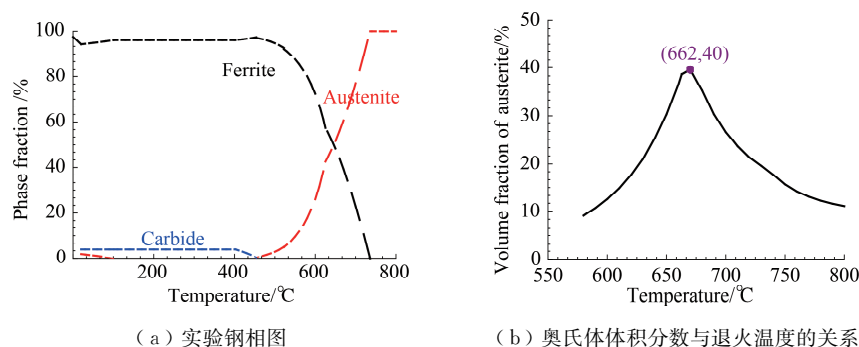 100
80
60
40
20
0
Phase fraction /%
Ferrite
Austenite
Carbide
200
400
600
800
Temperature/℃
(a)实验钢相图
50
40
30
20
10
0
Volume fraction of austerite/%
(662,40)
550
600
650
700
750
800
Temperature/℃
(b)奥氏体体积分数与退火温度的关系